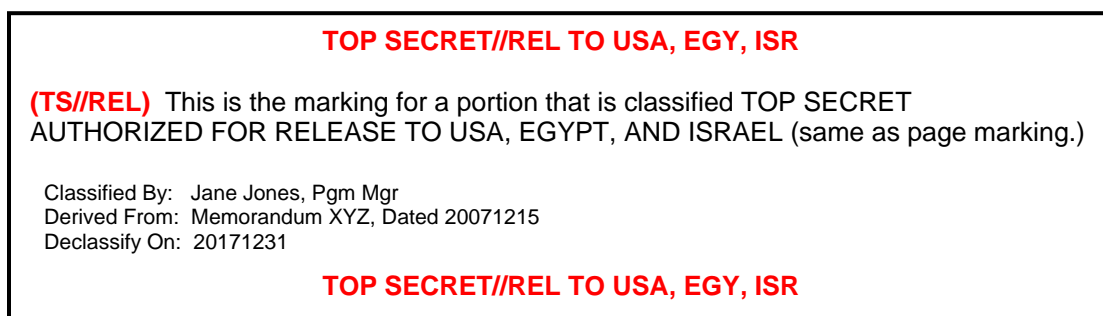 TOP SECRET//REL TO USA, EGY, ISR
(TS//REL) This is the marking for a portion that is classified TOP SECRET
AUTHORIZED FOR RELEASE TO USA, EGYPT, AND ISRAEL (same as page marking.)
Classified By: Jane Jones, Pgm Mgr
Derived From: Memorandum XYZ, Dated 20071215
Declassify On: 20171231
TOP SECRET//REL TO USA, EGY, ISR